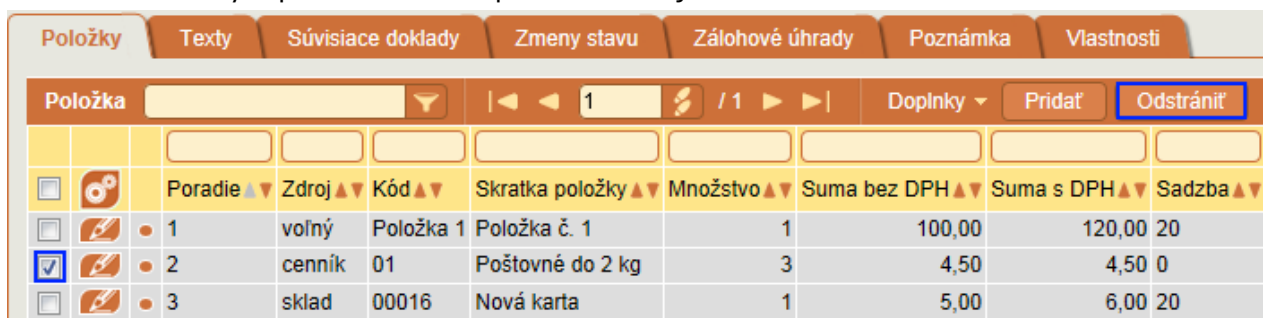 Položky Texty Súvisiace doklady Zmeny stavu Zálohové úhrady Poznámka Vlastnosti
Položka 1 / 1 Doplnky Pridať Odstrániť
Poradie Zdroj Kód Skratka položky Množstvo Suma bez DPH Suma s DPH Sadzba
1 voľný Položka 1 Položka č. 1 1 100,00 120,00 20
2 cenník 01 Poštovné do 2 kg 3 4,50 4,50 0
3 sklad 00016 Nová karta 1 5,00 6,00 20